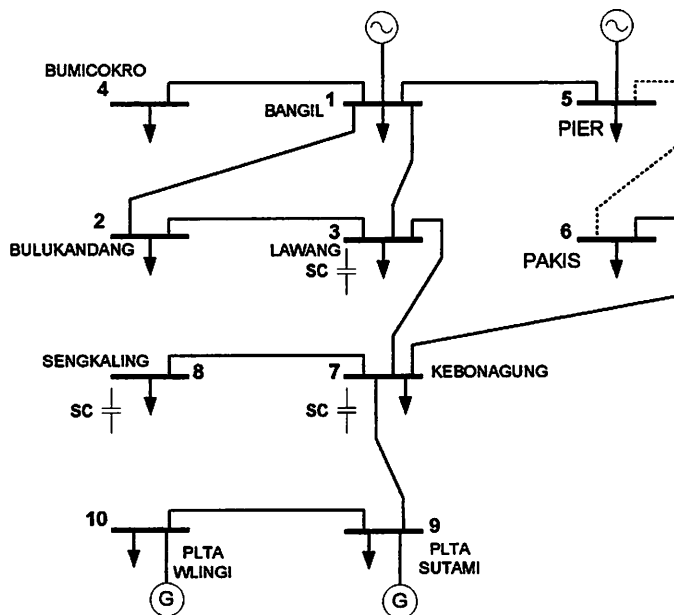 BUMICOKRO
4
1
BANGIL
5
PIER
2
BULUKANDANG
3
LAWANG
SC
6
PAKIS
SENGKALING
8
SC
7
KEBONAGUNG
SC
10
PLTA
WLINGI
G
9
PLTA
SUTAMI
G